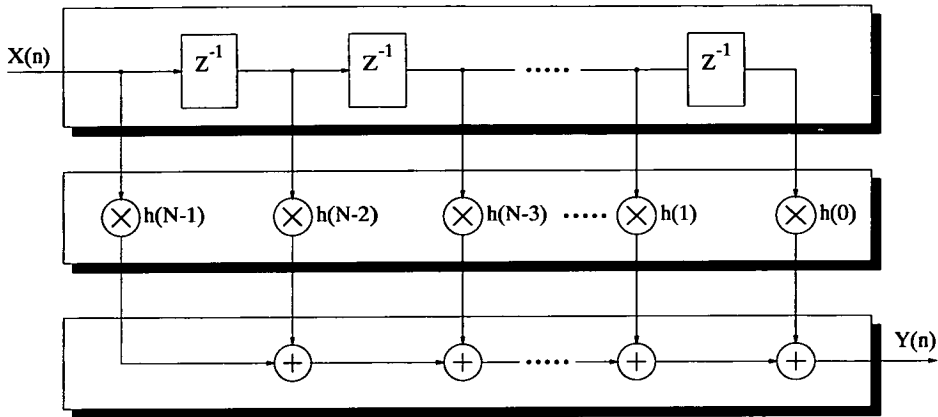 X(n)
Z^-1 Z^-1 ..... Z^-1
h(N-1) h(N-2) h(N-3) ..... h(1) h(0)
..... Y(n)